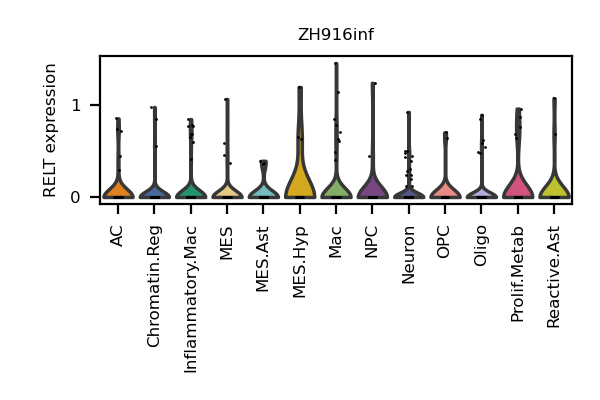 ZH916inf
RELT expression
1
0
AC
Chromatin.Reg
Inflammatory.Mac
MES
MES.Ast
MES.Hyp
Mac
NPC
Neuron
OPC
Oligo
Prolif.Metab
Reactive.Ast